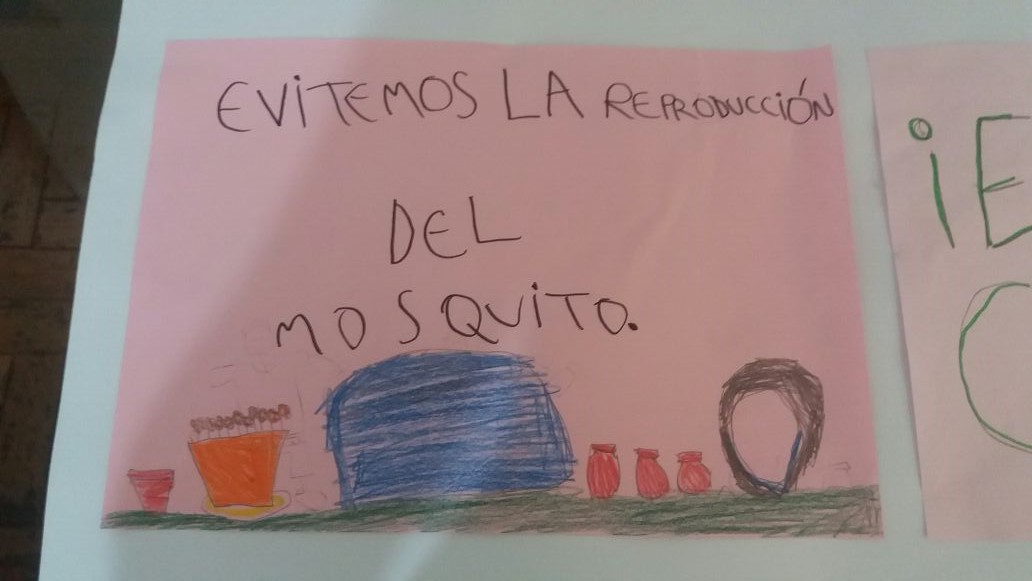 EVITEMOS LA REPRODUCCIÓN
DEL
MOSQUITO.
¡E